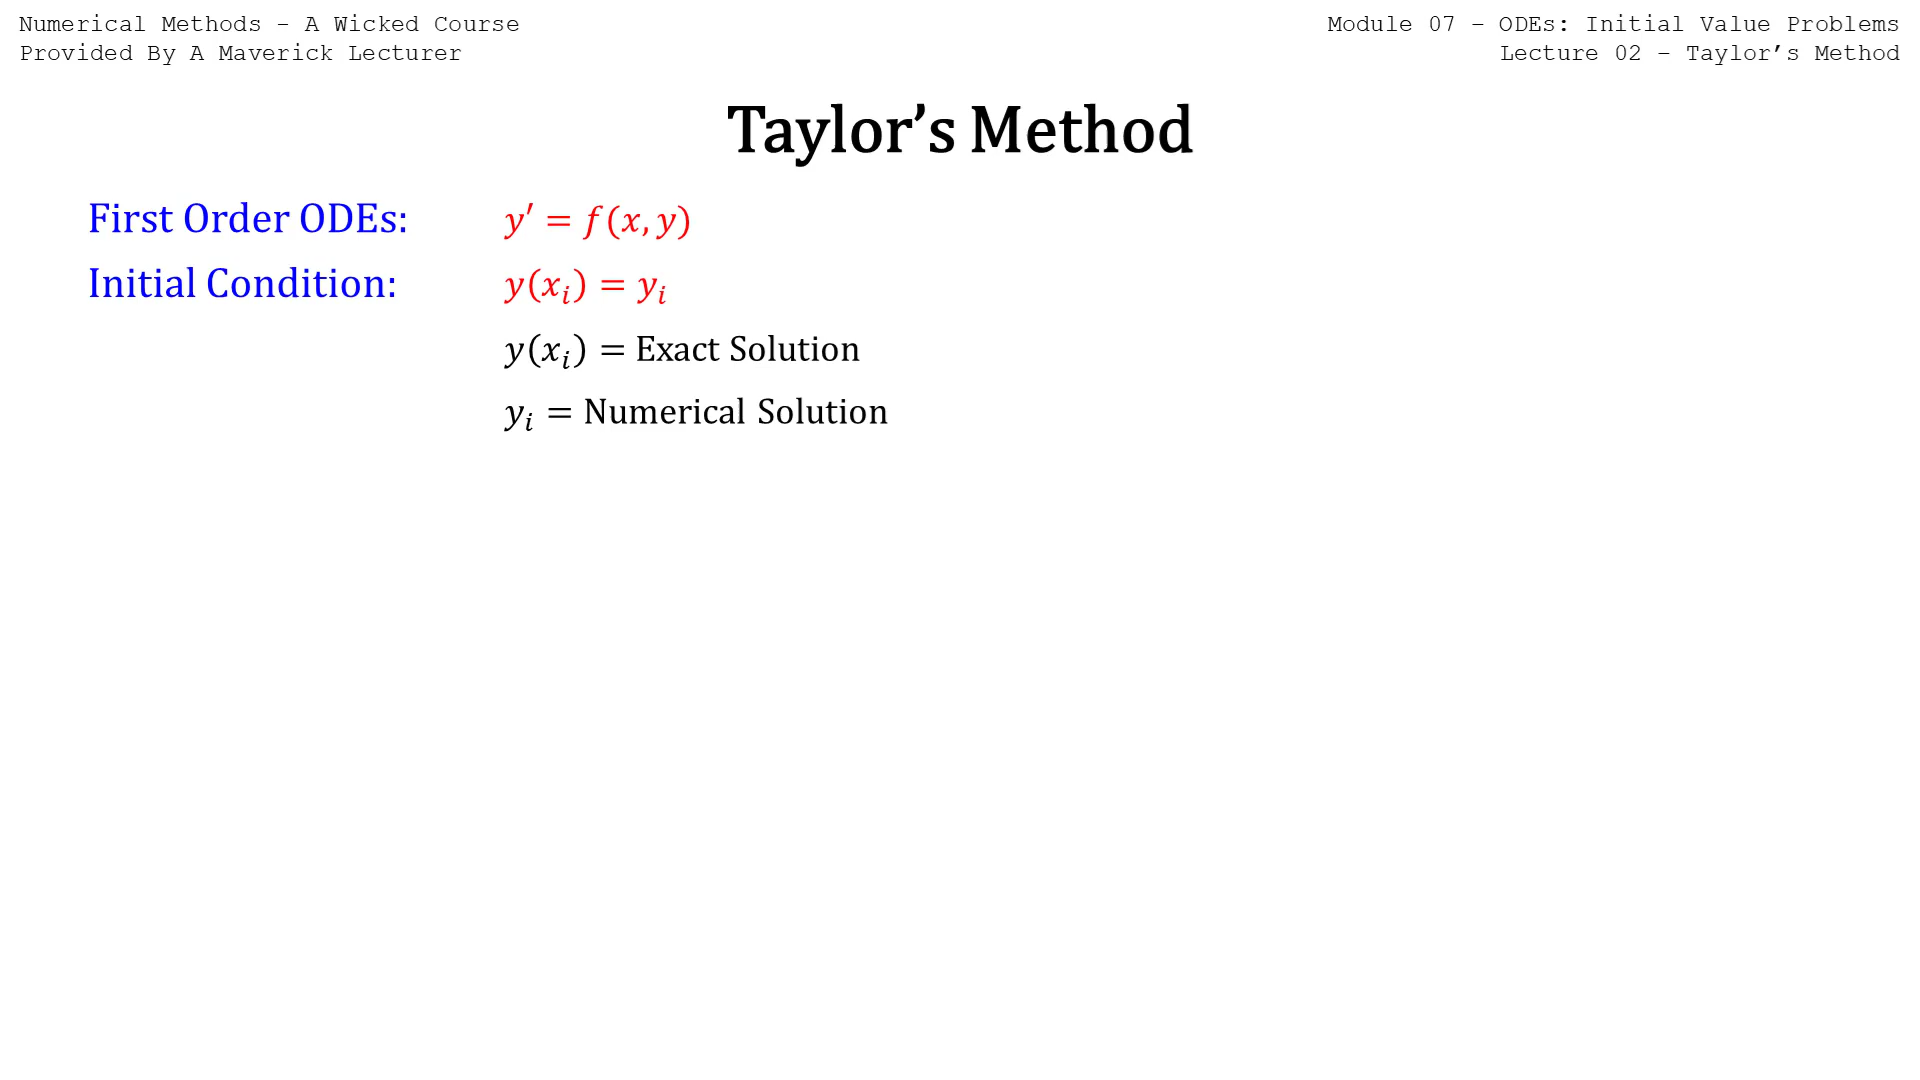 Numerical Methods - A Wicked Course
Provided By A Maverick Lecturer
Module 07 – ODEs: Initial Value Problems
Lecture 02 – Taylor’s Method
Taylor’s Method
First Order ODEs: y′ = f(x, y)
Initial Condition: y(xᵢ) = yᵢ
y(xᵢ) = Exact Solution
yᵢ = Numerical Solution